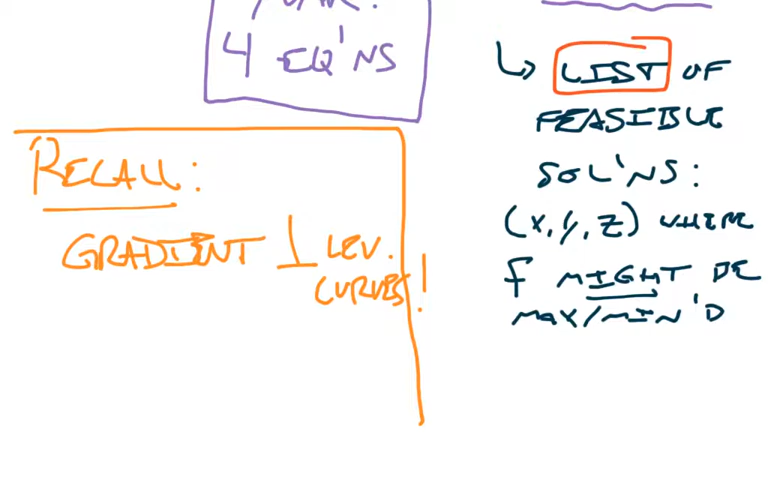 4 EQ'NS
RECALL:
GRADIENT ⊥ LEV.
CURVES!
↳ LIST OF
FEASIBLE
SOL'NS:
(X, Y, Z) WHERE
f MIGHT BE
MAX/MIN'D